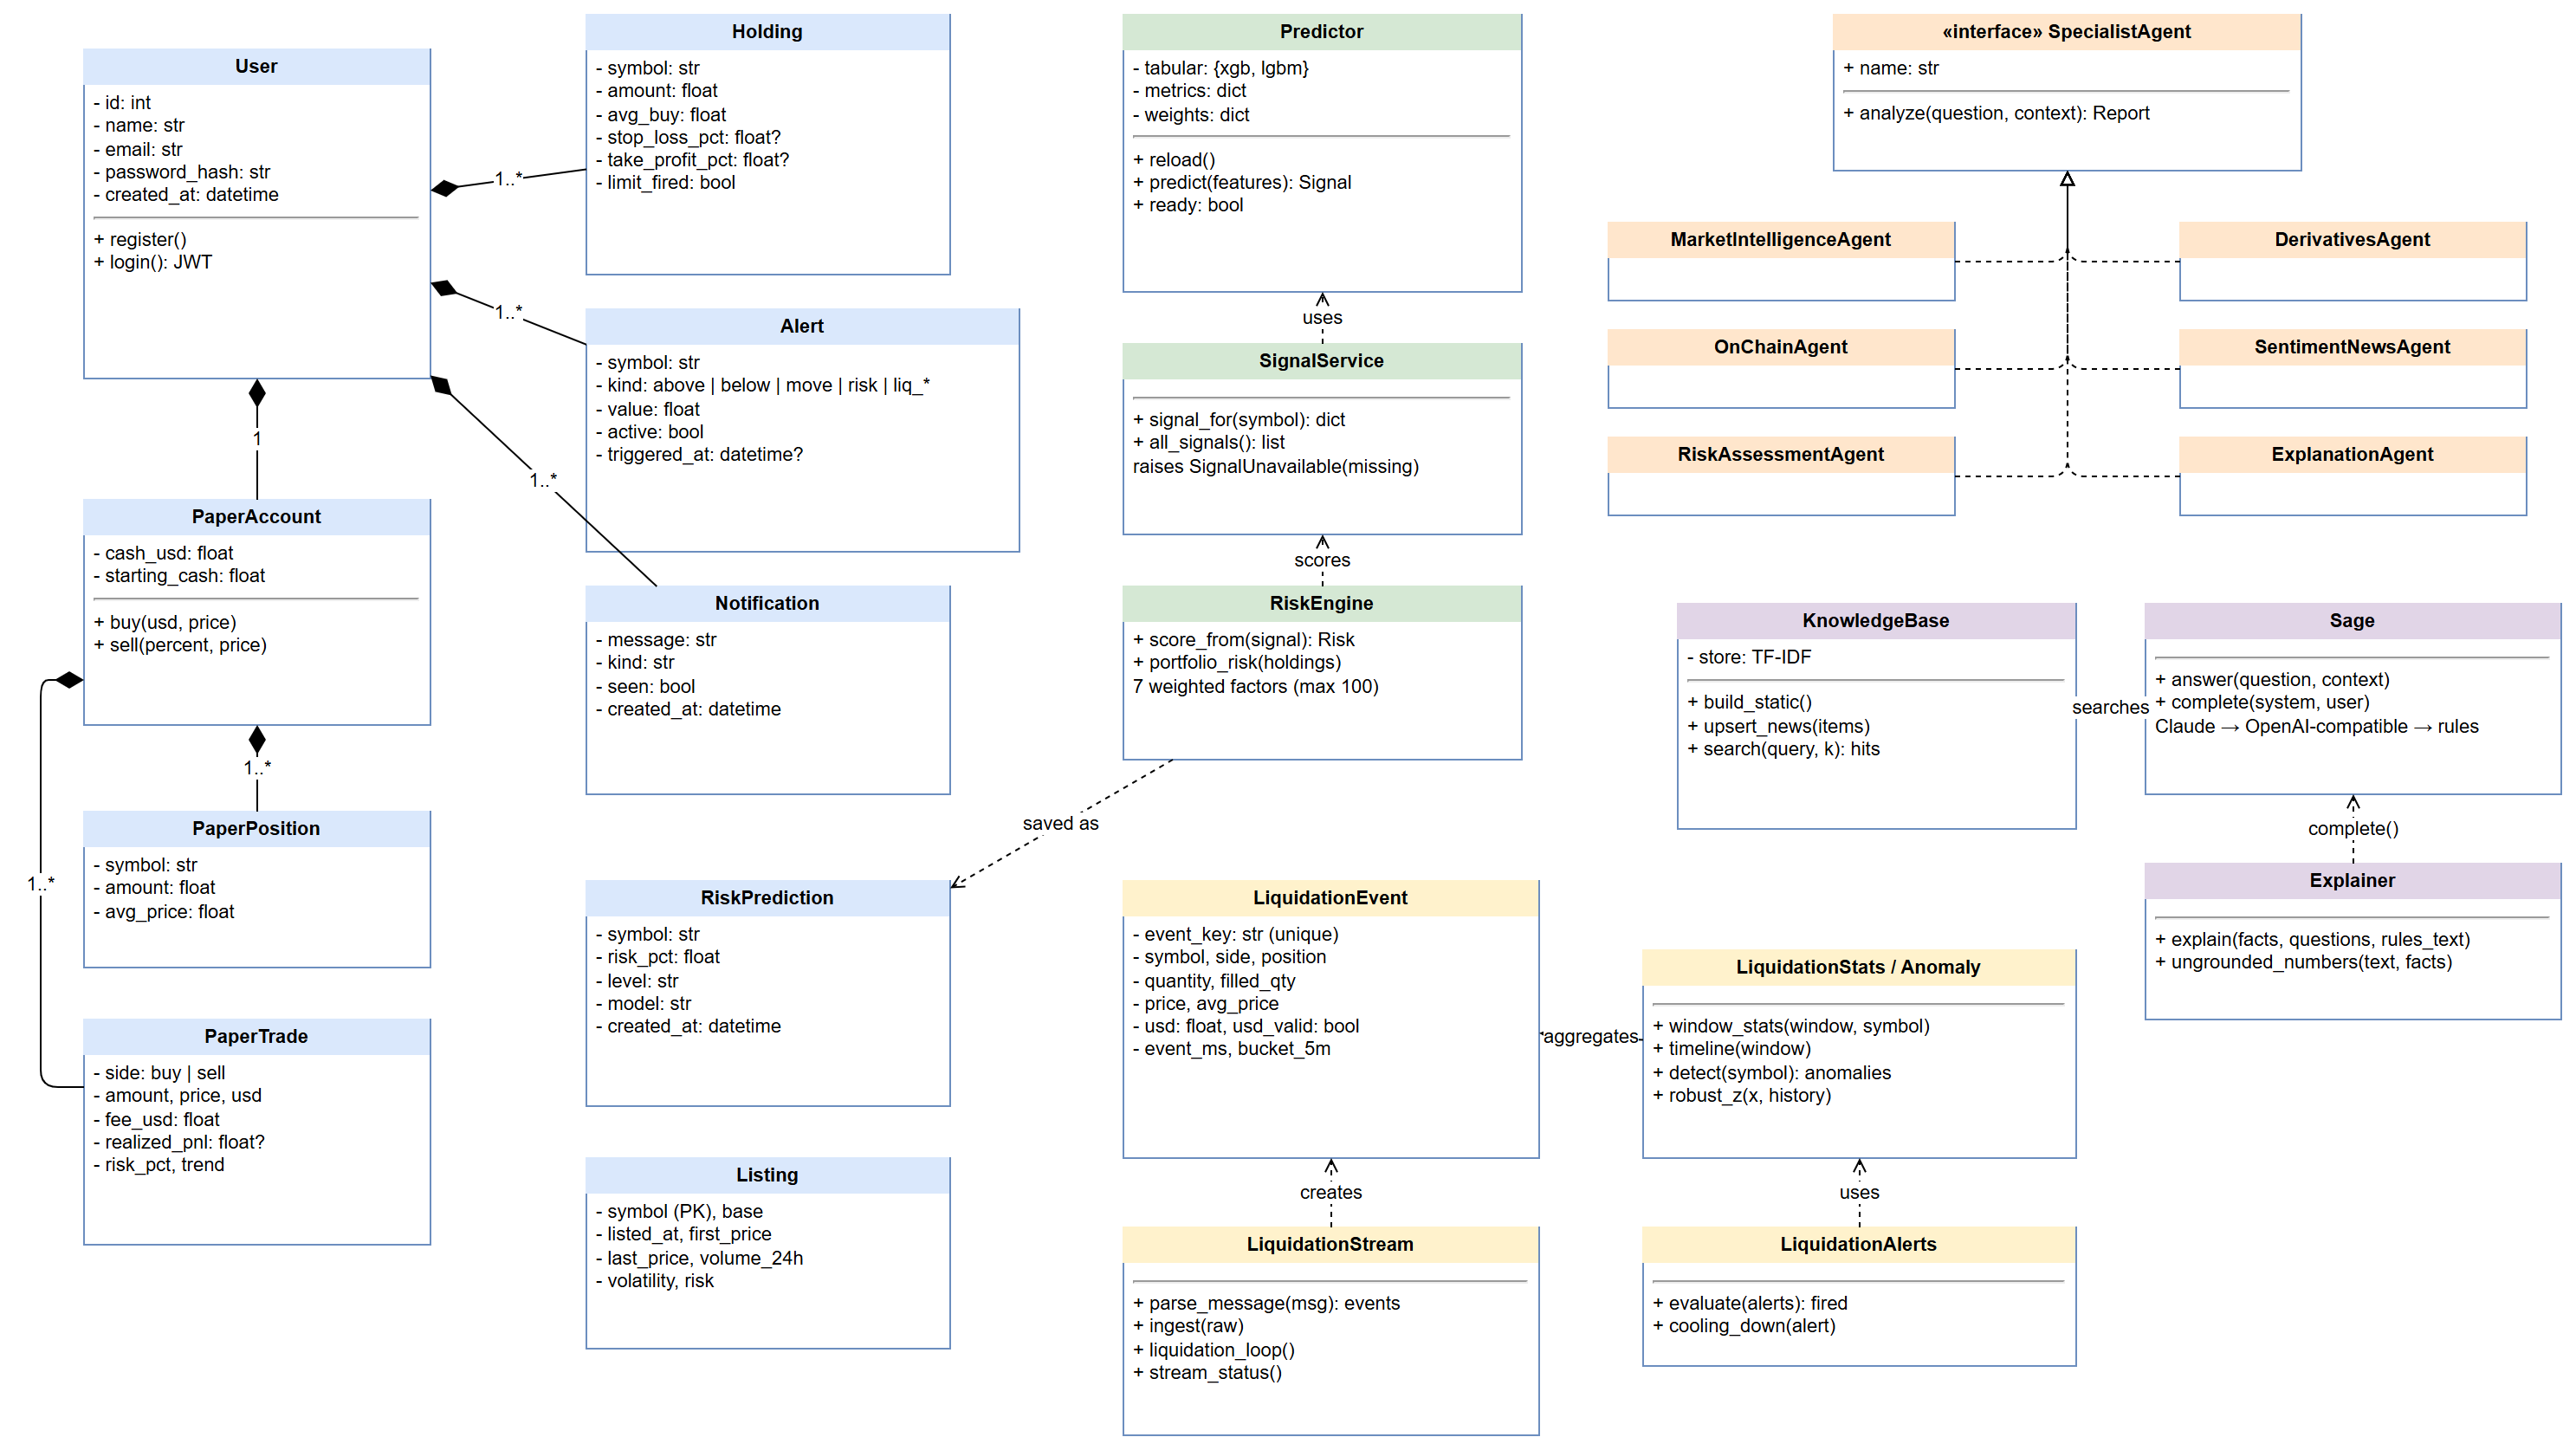 User
- id: int
- name: str
- email: str
- password_hash: str
- created_at: datetime
+ register()
+ login(): JWT
1..*
1..*
1..*
1
PaperAccount
- cash_usd: float
- starting_cash: float
+ buy(usd, price)
+ sell(percent, price)
1..*
1..*
PaperPosition
- symbol: str
- amount: float
- avg_price: float
PaperTrade
- side: buy | sell
- amount, price, usd
- fee_usd: float
- realized_pnl: float?
- risk_pct, trend
Holding
- symbol: str
- amount: float
- avg_buy: float
- stop_loss_pct: float?
- take_profit_pct: float?
- limit_fired: bool
Alert
- symbol: str
- kind: above | below | move | risk | liq_*
- value: float
- active: bool
- triggered_at: datetime?
Notification
- message: str
- kind: str
- seen: bool
- created_at: datetime
RiskPrediction
- symbol: str
- risk_pct: float
- level: str
- model: str
- created_at: datetime
Listing
- symbol (PK), base
- listed_at, first_price
- last_price, volume_24h
- volatility, risk
Predictor
- tabular: {xgb, lgbm}
- metrics: dict
- weights: dict
+ reload()
+ predict(features): Signal
+ ready: bool
uses
SignalService
+ signal_for(symbol): dict
+ all_signals(): list
raises SignalUnavailable(missing)
scores
RiskEngine
+ score_from(signal): Risk
+ portfolio_risk(holdings)
7 weighted factors (max 100)
saved as
LiquidationEvent
- event_key: str (unique)
- symbol, side, position
- quantity, filled_qty
- price, avg_price
- usd: float, usd_valid: bool
- event_ms, bucket_5m
creates
LiquidationStream
+ parse_message(msg): events
+ ingest(raw)
+ liquidation_loop()
+ stream_status()
aggregates
LiquidationStats / Anomaly
+ window_stats(window, symbol)
+ timeline(window)
+ detect(symbol): anomalies
+ robust_z(x, history)
uses
LiquidationAlerts
+ evaluate(alerts): fired
+ cooling_down(alert)
«interface» SpecialistAgent
+ name: str
+ analyze(question, context): Report
MarketIntelligenceAgent
DerivativesAgent
OnChainAgent
SentimentNewsAgent
RiskAssessmentAgent
ExplanationAgent
KnowledgeBase
- store: TF-IDF
+ build_static()
+ upsert_news(items)
+ search(query, k): hits
searches
Sage
+ answer(question, context)
+ complete(system, user)
Claude → OpenAI-compatible → rules
complete()
Explainer
+ explain(facts, questions, rules_text)
+ ungrounded_numbers(text, facts)